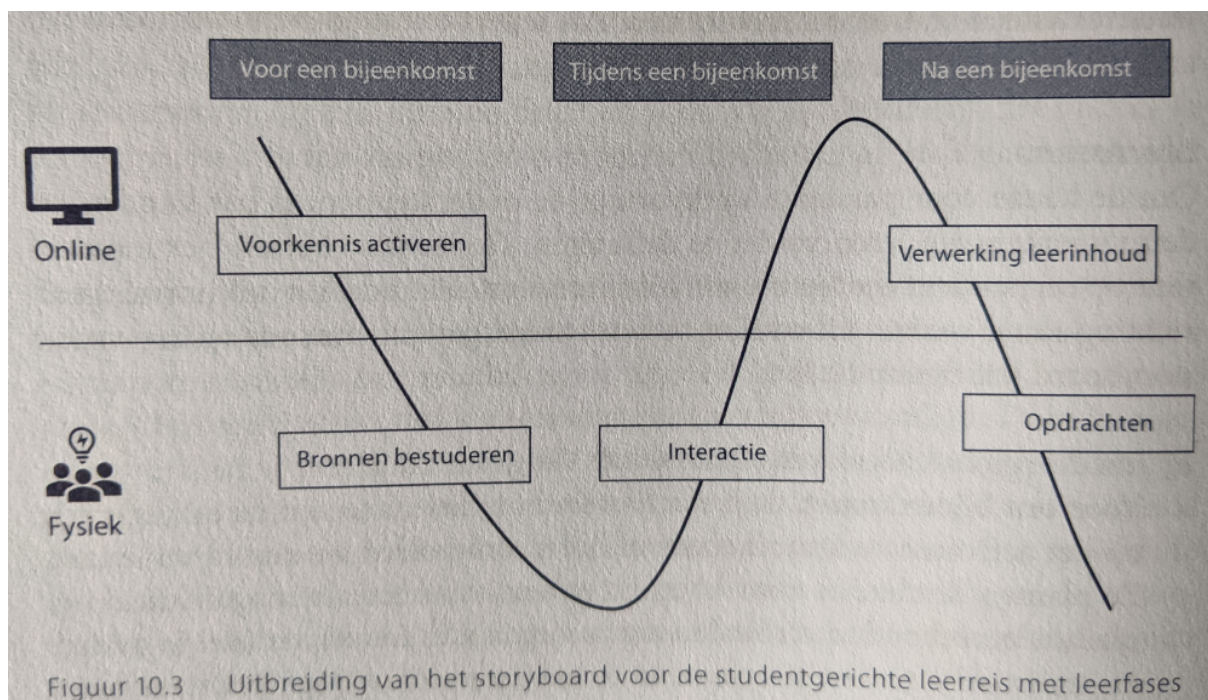 Voor een bijeenkomst
Tijdens een bijeenkomst
Na een bijeenkomst
Online
Voorkennis activeren
Verwerking leerinhoud
Fysiek
Bronnen bestuderen
Interactie
Opdrachten
Figuur 10.3 Uitbreiding van het storyboard voor de studentgerichte leerreis met leerfases